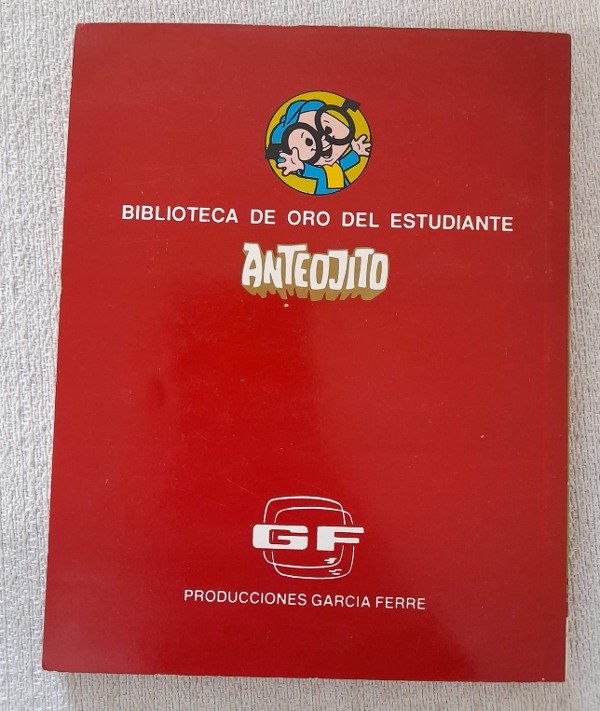 BIBLIOTECA DE ORO DEL ESTUDIANTE
ANTEOJITO
GF
PRODUCCIONES GARCIA FERRE